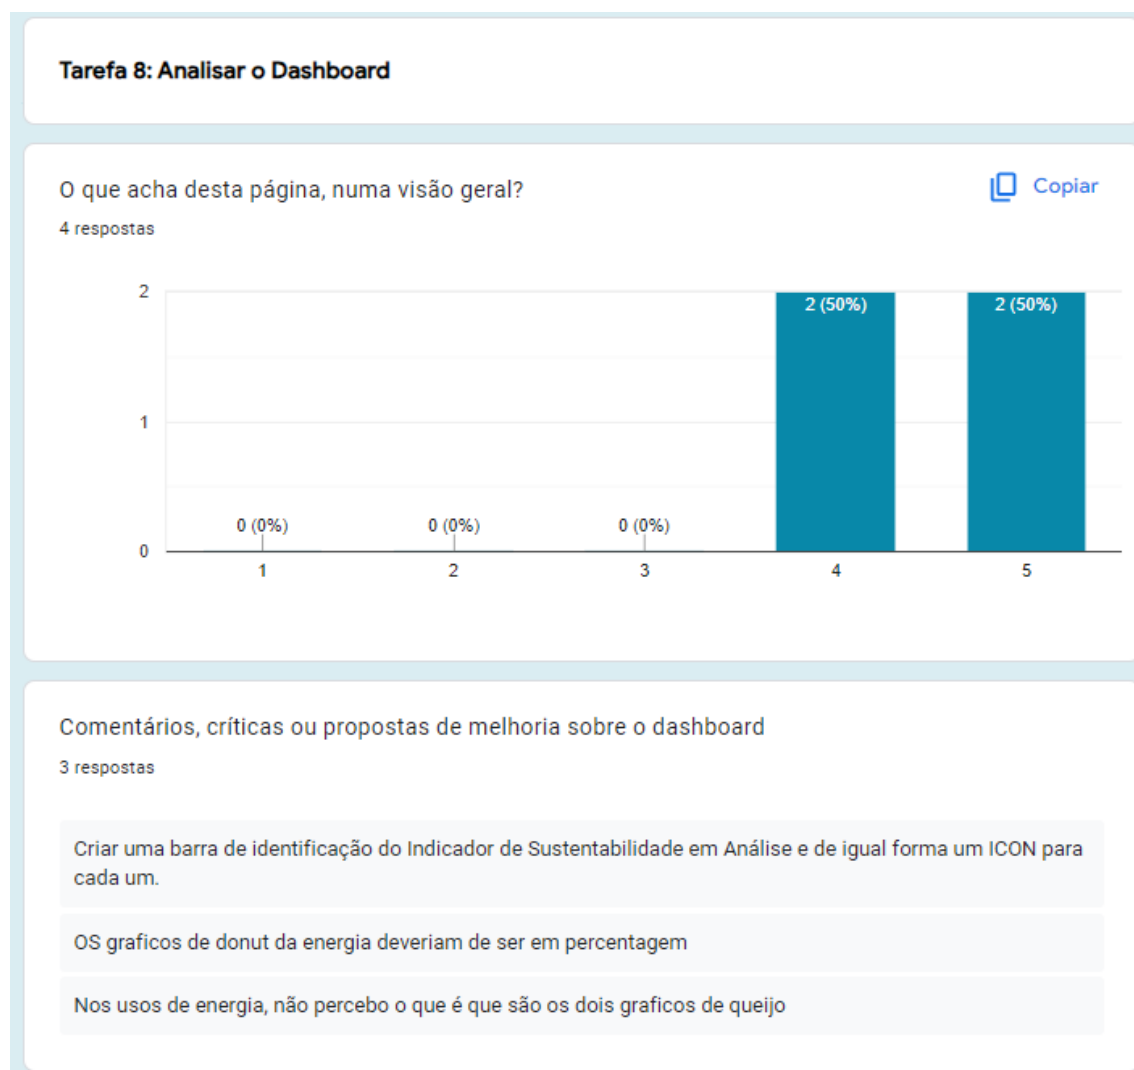 Tarefa 8: Analisar o Dashboard
O que acha desta página, numa visão geral?
Copiar
4 respostas
2
2 (50%)
2 (50%)
1
0 (0%)
0 (0%)
0 (0%)
0
1
2
3
4
5
Comentários, críticas ou propostas de melhoria sobre o dashboard
3 respostas
Criar uma barra de identificação do Indicador de Sustentabilidade em Análise e de igual forma um ICON para
cada um.
OS graficos de donut da energia deveriam de ser em percentagem
Nos usos de energia, não percebo o que é que são os dois graficos de queijo